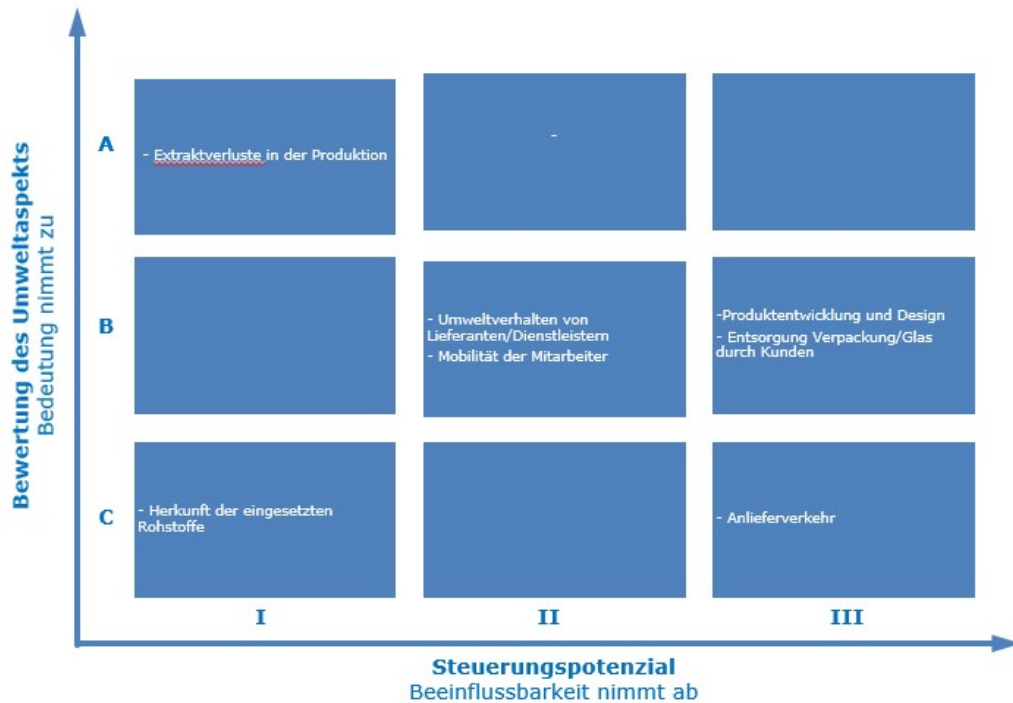 Bewertung des Umweltaspekts
Bedeutung nimmt zu
A
- Extraktverluste in der Produktion
-
B
- Umweltverhalten von
Lieferanten/Dienstleistern
- Mobilität der Mitarbeiter
-Produktentwicklung und Design
- Entsorgung Verpackung/Glas
durch Kunden
C
- Herkunft der eingesetzten
Rohstoffe
- Anlieferverkehr
I
II
III
Steuerungspotenzial
Beeinflussbarkeit nimmt ab